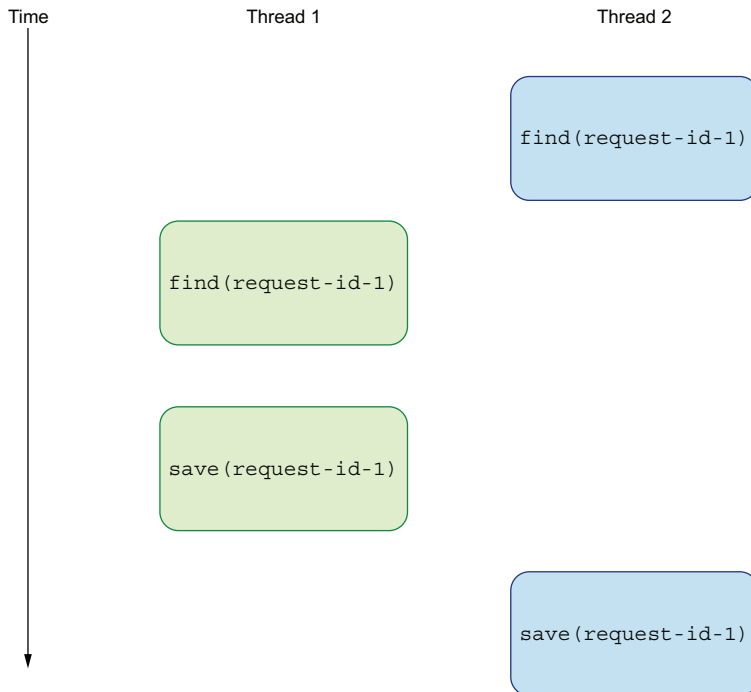 Time
Thread 1
Thread 2
find(request-id-1)
find(request-id-1)
save(request-id-1)
save(request-id-1)